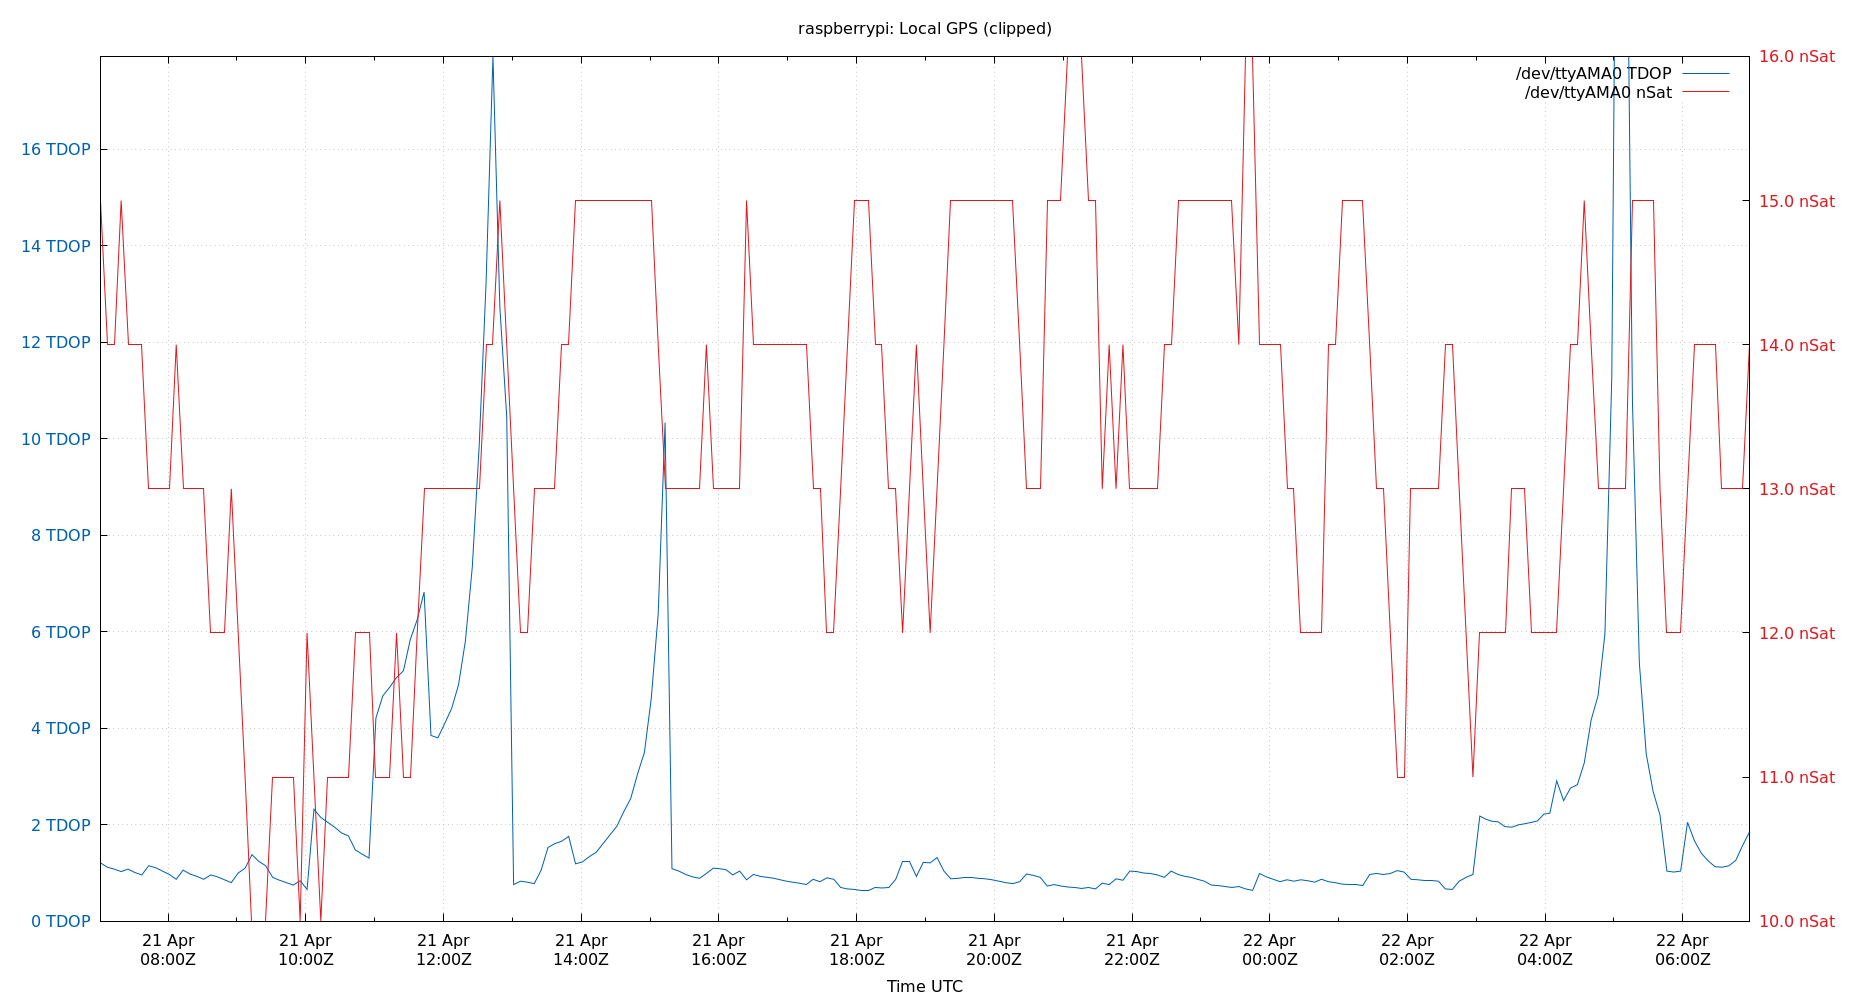 raspberrypi: Local GPS (clipped)
16.0 nSat
/dev/ttyAMA0 TDOP
/dev/ttyAMA0 nSat
16 TDOP
15.0 nSat
14 TDOP
12 TDOP
14.0 nSat
10 TDOP
13.0 nSat
8 TDOP
6 TDOP
12.0 nSat
4 TDOP
11.0 nSat
2 TDOP
0 TDOP
10.0 nSat
21 Apr 21 Apr 21 Apr 21 Apr 21 Apr 21 Apr 21 Apr 21 Apr 22 Apr 22 Apr 22 Apr 22 Apr
08:00Z 10:00Z 12:00Z 14:00Z 16:00Z 18:00Z 20:00Z 22:00Z 00:00Z 02:00Z 04:00Z 06:00Z
Time UTC